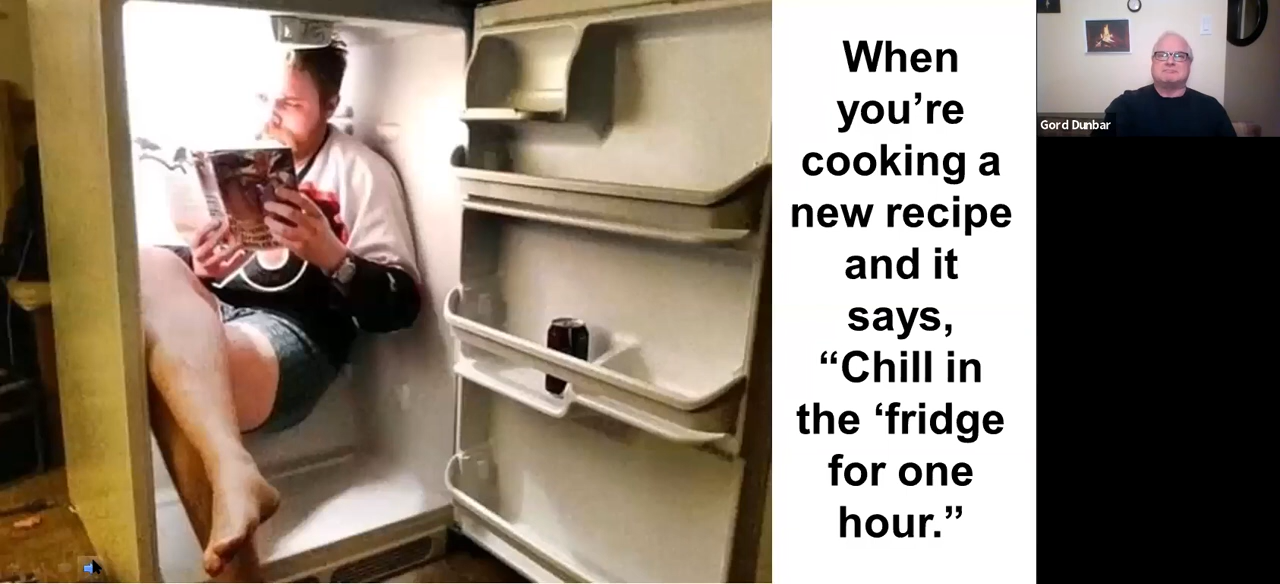 When
you’re
cooking a
new recipe
and it
says,
“Chill in
the ‘fridge
for one
hour.”
Gord Dunbar